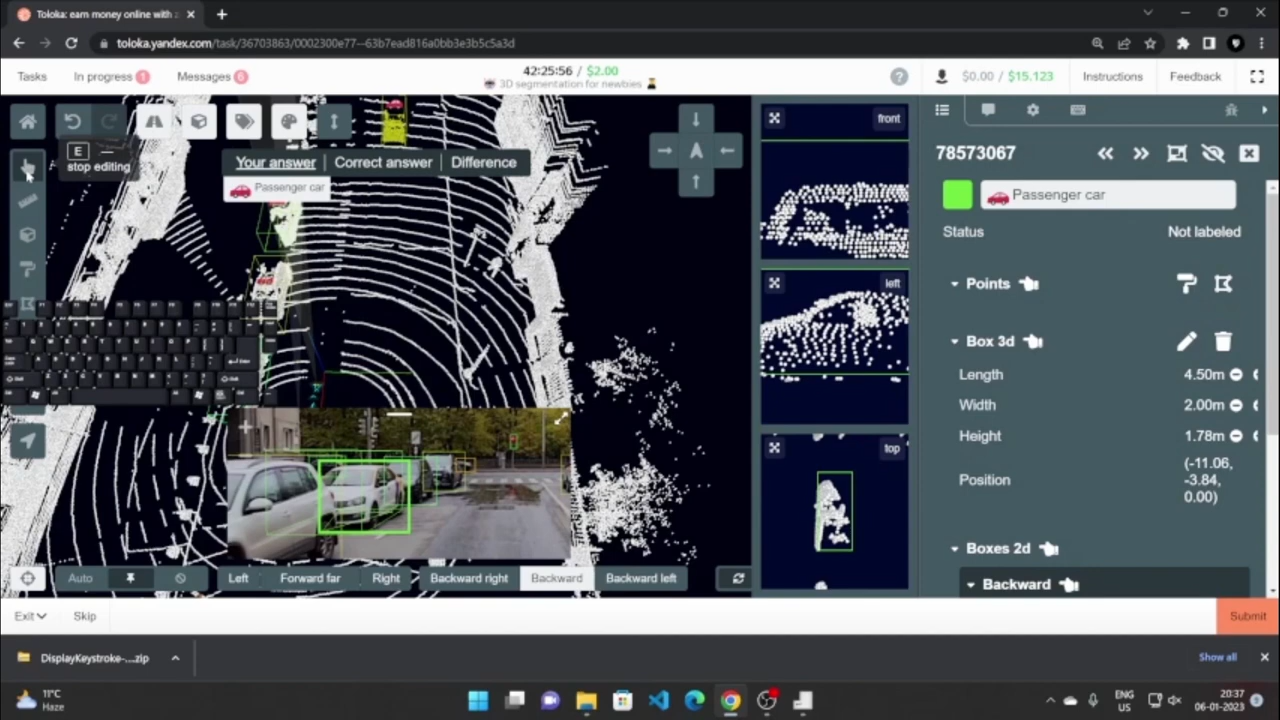 Toloka: earn money online with
toloka.yandex.com/task/36703863/0002300e77--63b7ead816a0bb3e3b5c5a3d
Tasks
In progress 1
Messages 6
42:25:56 / $2.00
3D segmentation for newbies
$0.00 / $15.123
Instructions
Feedback
E
stop editing
Your answer
Correct answer
Difference
Passenger car
front
left
top
78573067
Passenger car
Status
Not labeled
Points
Box 3d
Length
4.50m
Width
2.00m
Height
1.78m
Position
(-11.06,
-3.84,
0.00)
Boxes 2d
Backward
Auto
Left
Forward far
Right
Backward right
Backward
Backward left
Exit
Skip
Submit
DisplayKeystroke-....zip
Show all
11°C
Haze
ENG
US
20:37
06-01-2023